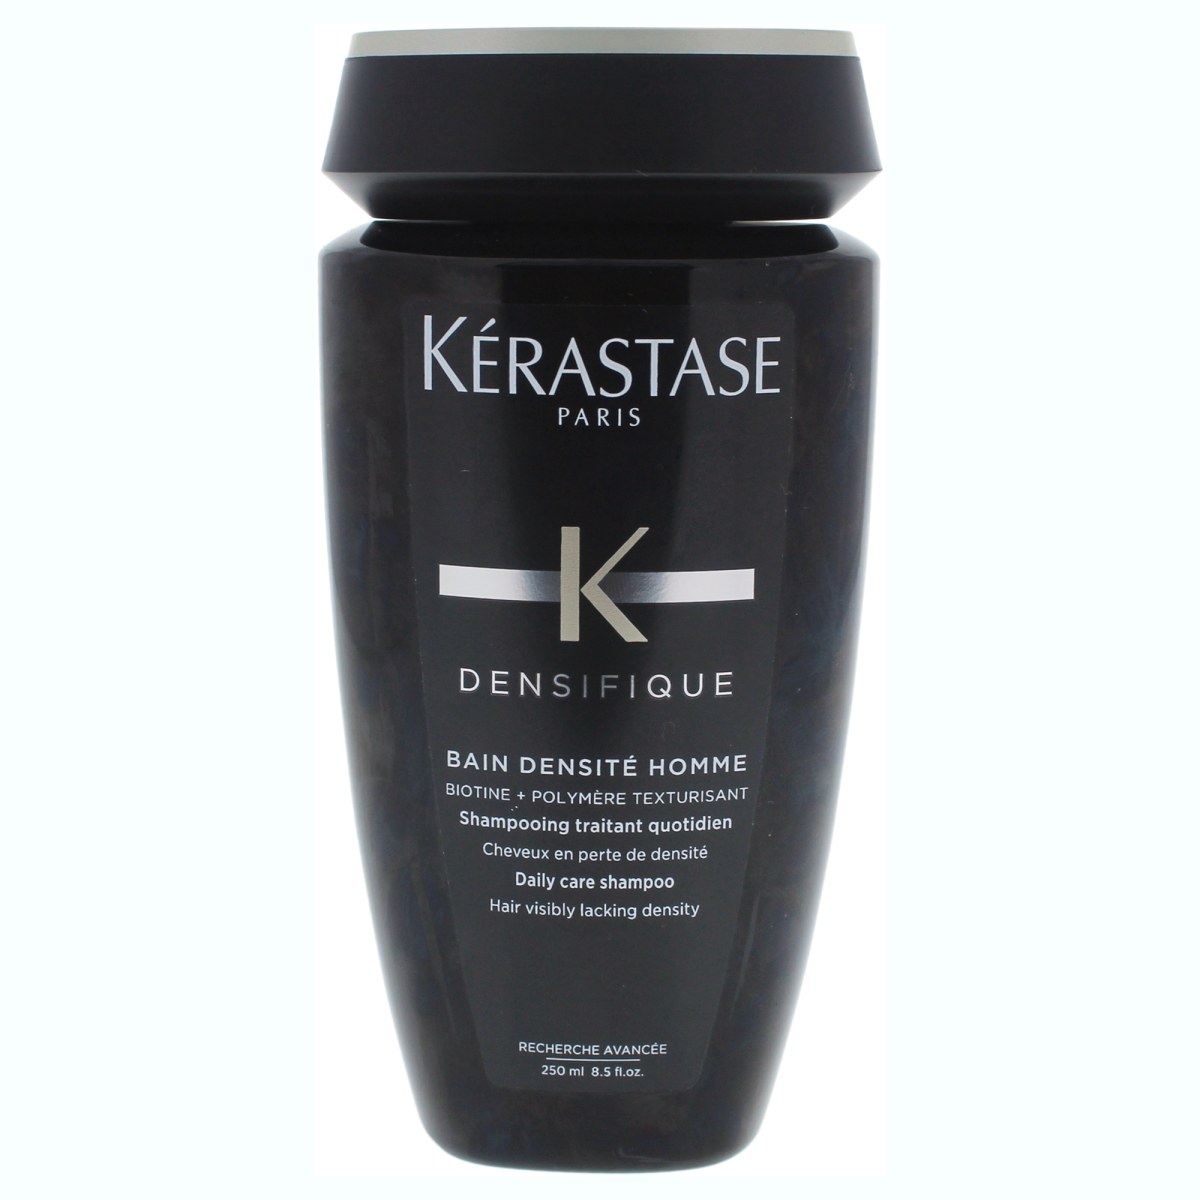 KÉRASTASE
PARIS
K
DENSIFIQUE
BAIN DENSITÉ HOMME
BIOTINE + POLYMÈRE TEXTURISANT
Shampooing traitant quotidien
Cheveux en perte de densité
Daily care shampoo
Hair visibly lacking density
RECHERCHE AVANCÉE
250 ml 8.5 fl.oz.